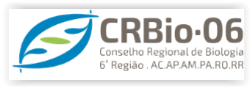 CRBio·06
Conselho Regional de Biologia
6ª Região . AC.AP.AM.PA.RO.RR